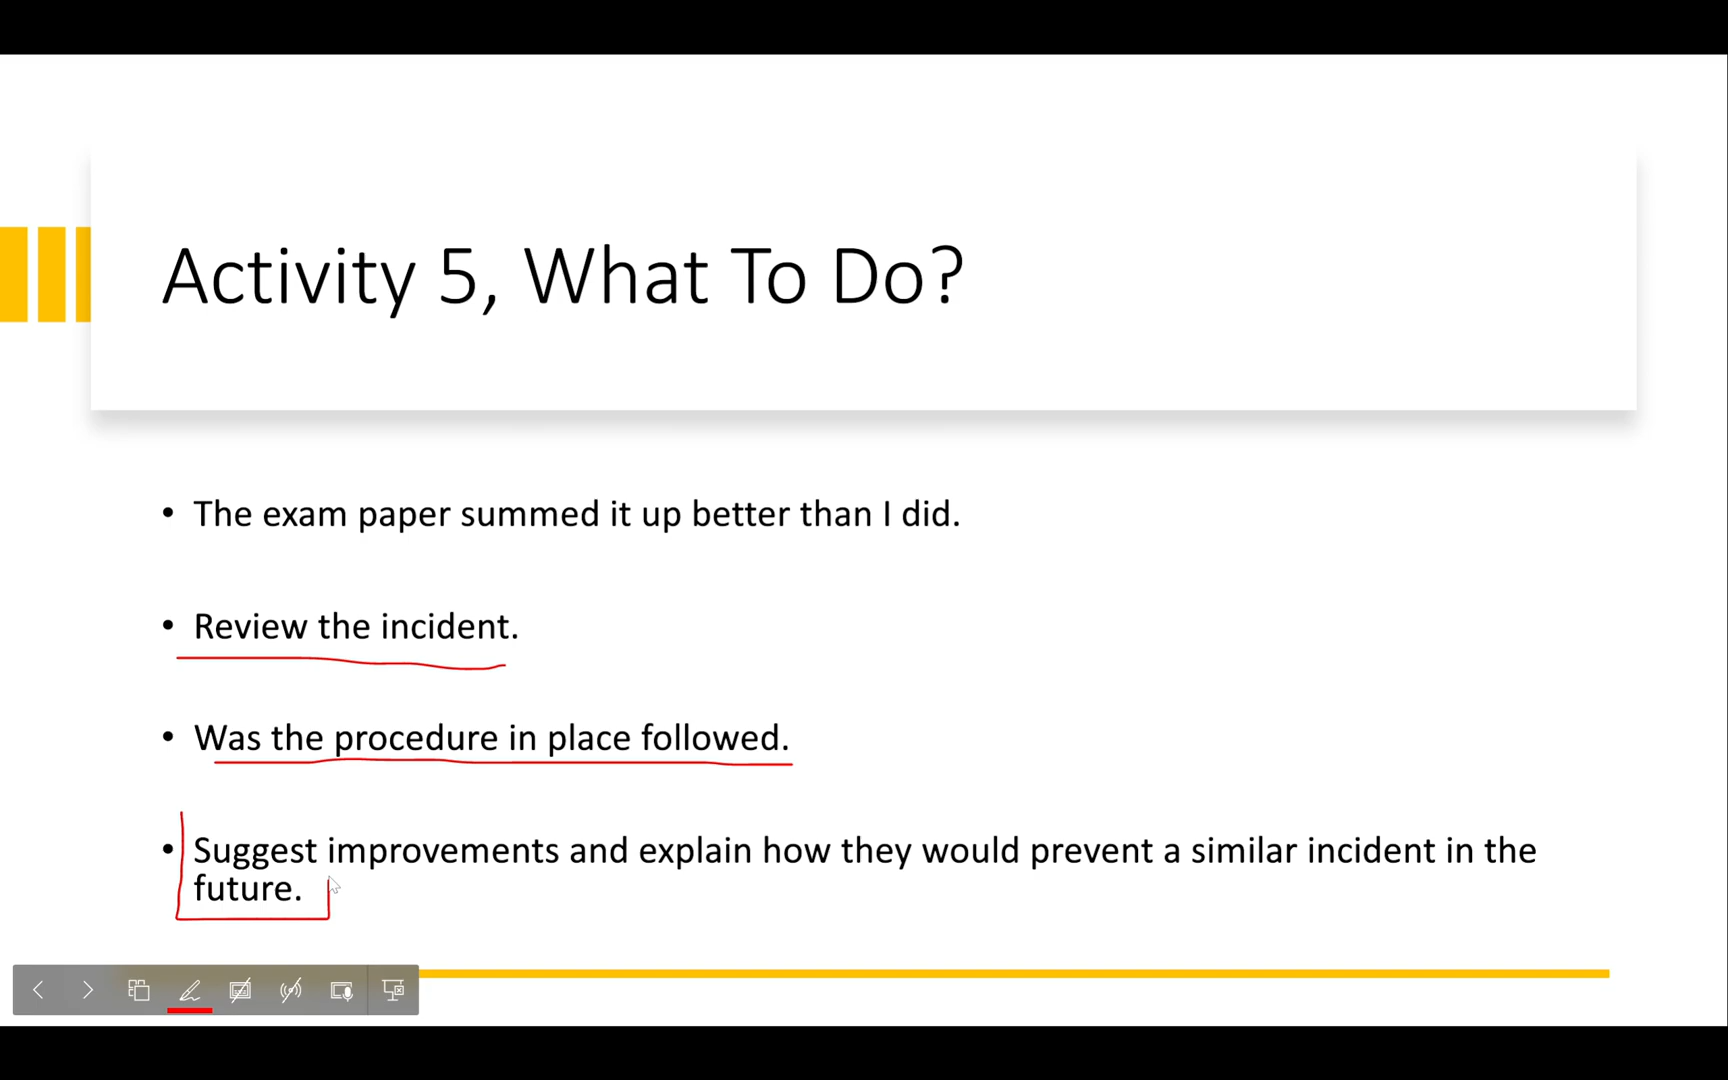 Activity 5, What To Do?
• The exam paper summed it up better than I did.
• Review the incident.
• Was the procedure in place followed.
• Suggest improvements and explain how they would prevent a similar incident in the
future.